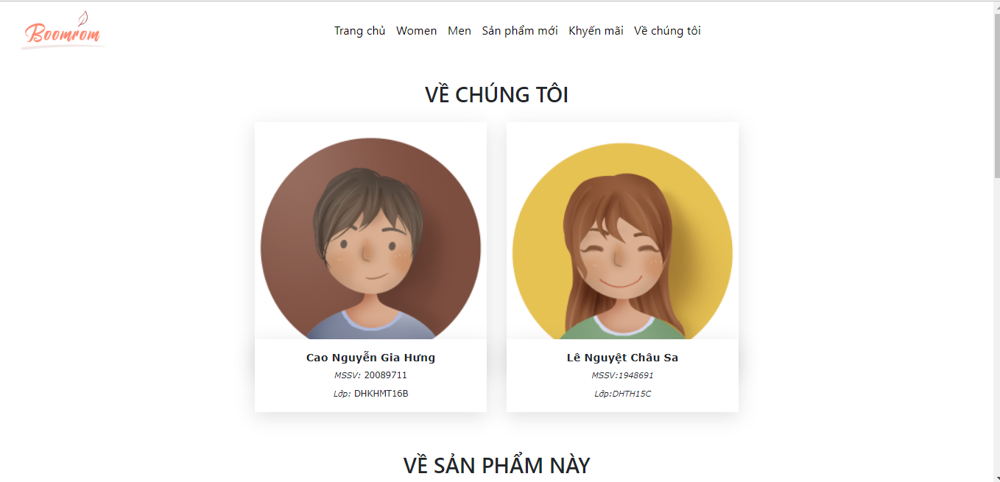 Boomrom
Trang chủ Women Men Sản phẩm mới Khyến mãi Về chúng tôi
VỀ CHÚNG TÔI
Cao Nguyễn Gia Hưng
MSSV: 20089711
Lớp: DHKHMT16B
Lê Nguyệt Châu Sa
MSSV:1948691
Lớp:DHTH15C
VỀ SẢN PHẨM NÀY